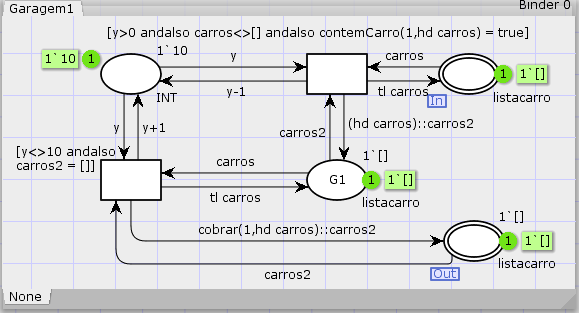 Garagem1
Binder 0
[y>0 andalso carros<>[] andalso contemCarro(1,hd carros) = true]
1`10
1
1`10
y
carros
1
1`[]
y-1
tl carros
INT
In
listacarro
y
y+1
carros2
(hd carros)::carros2
[y<>10 andalso
carros2 = []]
1`[]
carros
G1
1
1`[]
tl carros
listacarro
1`[]
cobrar(1,hd carros)::carros2
1
1`[]
listacarro
carros2
Out
None